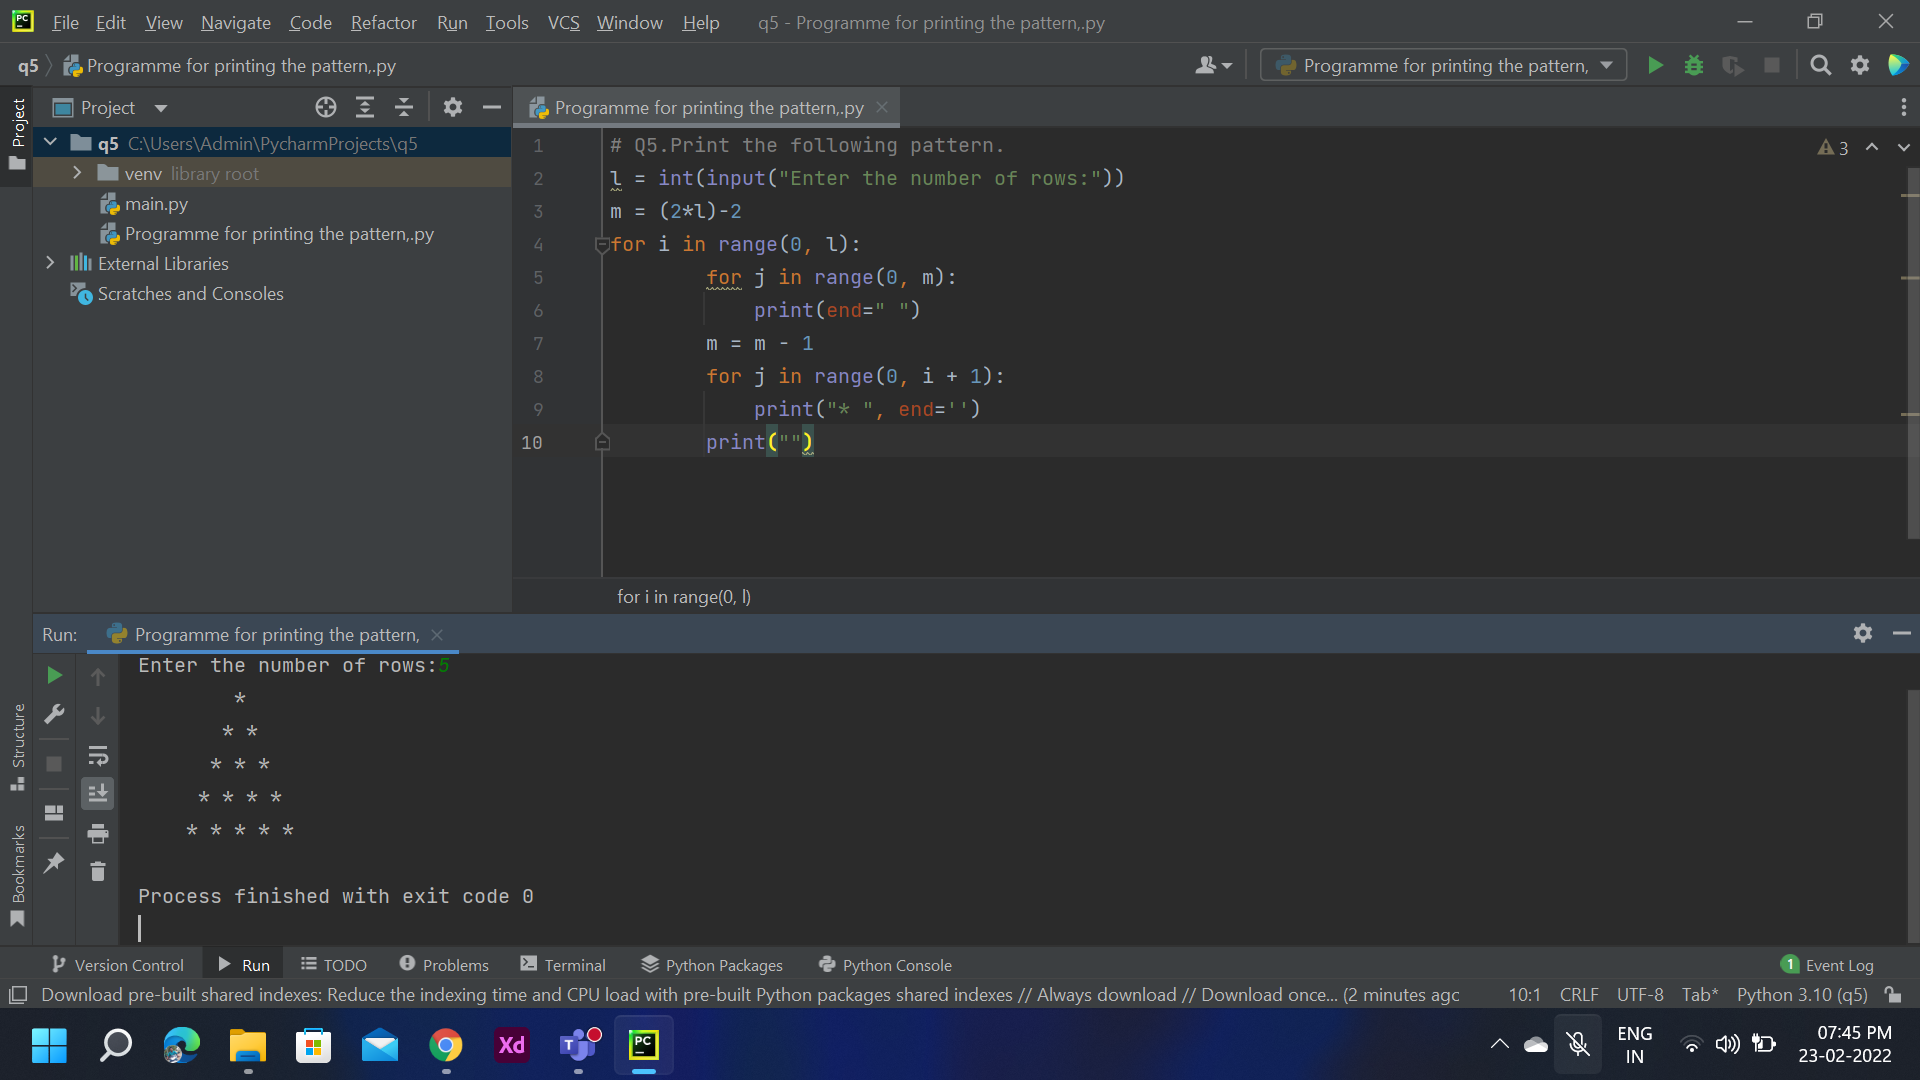 PC File Edit View Navigate Code Refactor Run Tools VCS Window Help q5 - Programme for printing the pattern,.py
q5 Programme for printing the pattern,.py Programme for printing the pattern,
Project Project Programme for printing the pattern,.py
q5 C:\Users\Admin\PycharmProjects\q5
venv library root
main.py
Programme for printing the pattern,.py
External Libraries
Scratches and Consoles
1 # Q5.Print the following pattern. 3
2 l = int(input("Enter the number of rows:"))
3 m = (2*l)-2
4 for i in range(0, l):
5         for j in range(0, m):
6             print(end=" ")
7         m = m - 1
8         for j in range(0, i + 1):
9             print("* ", end='')
10         print("")
for i in range(0, l)
Run: Programme for printing the pattern,
Enter the number of rows:5
        *
       * *
      * * *
     * * * *
    * * * * *
Process finished with exit code 0
Structure
Bookmarks
Version Control Run TODO Problems Terminal Python Packages Python Console 1 Event Log
Download pre-built shared indexes: Reduce the indexing time and CPU load with pre-built Python packages shared indexes // Always download // Download once... (2 minutes agc 10:1 CRLF UTF-8 Tab* Python 3.10 (q5)
Xd T PC ENG IN 07:45 PM
23-02-2022